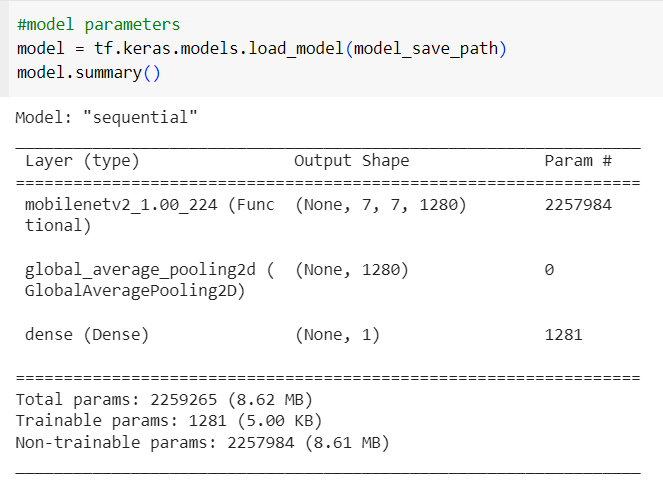 #model parameters
model = tf.keras.models.load_model(model_save_path)
model.summary()
Model: "sequential"
Layer (type) Output Shape Param #
mobilenetv2_1.00_224 (Func (None, 7, 7, 1280) 2257984
tional)
global_average_pooling2d ( (None, 1280) 0
GlobalAveragePooling2D)
dense (Dense) (None, 1) 1281
Total params: 2259265 (8.62 MB)
Trainable params: 1281 (5.00 KB)
Non-trainable params: 2257984 (8.61 MB)